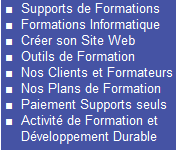 Supports de Formations
Formations Informatique
Créer son Site Web
Outils de Formation
Nos Clients et Formateurs
Nos Plans de Formation
Paiement Supports seuls
Activité de Formation et
Développement Durable